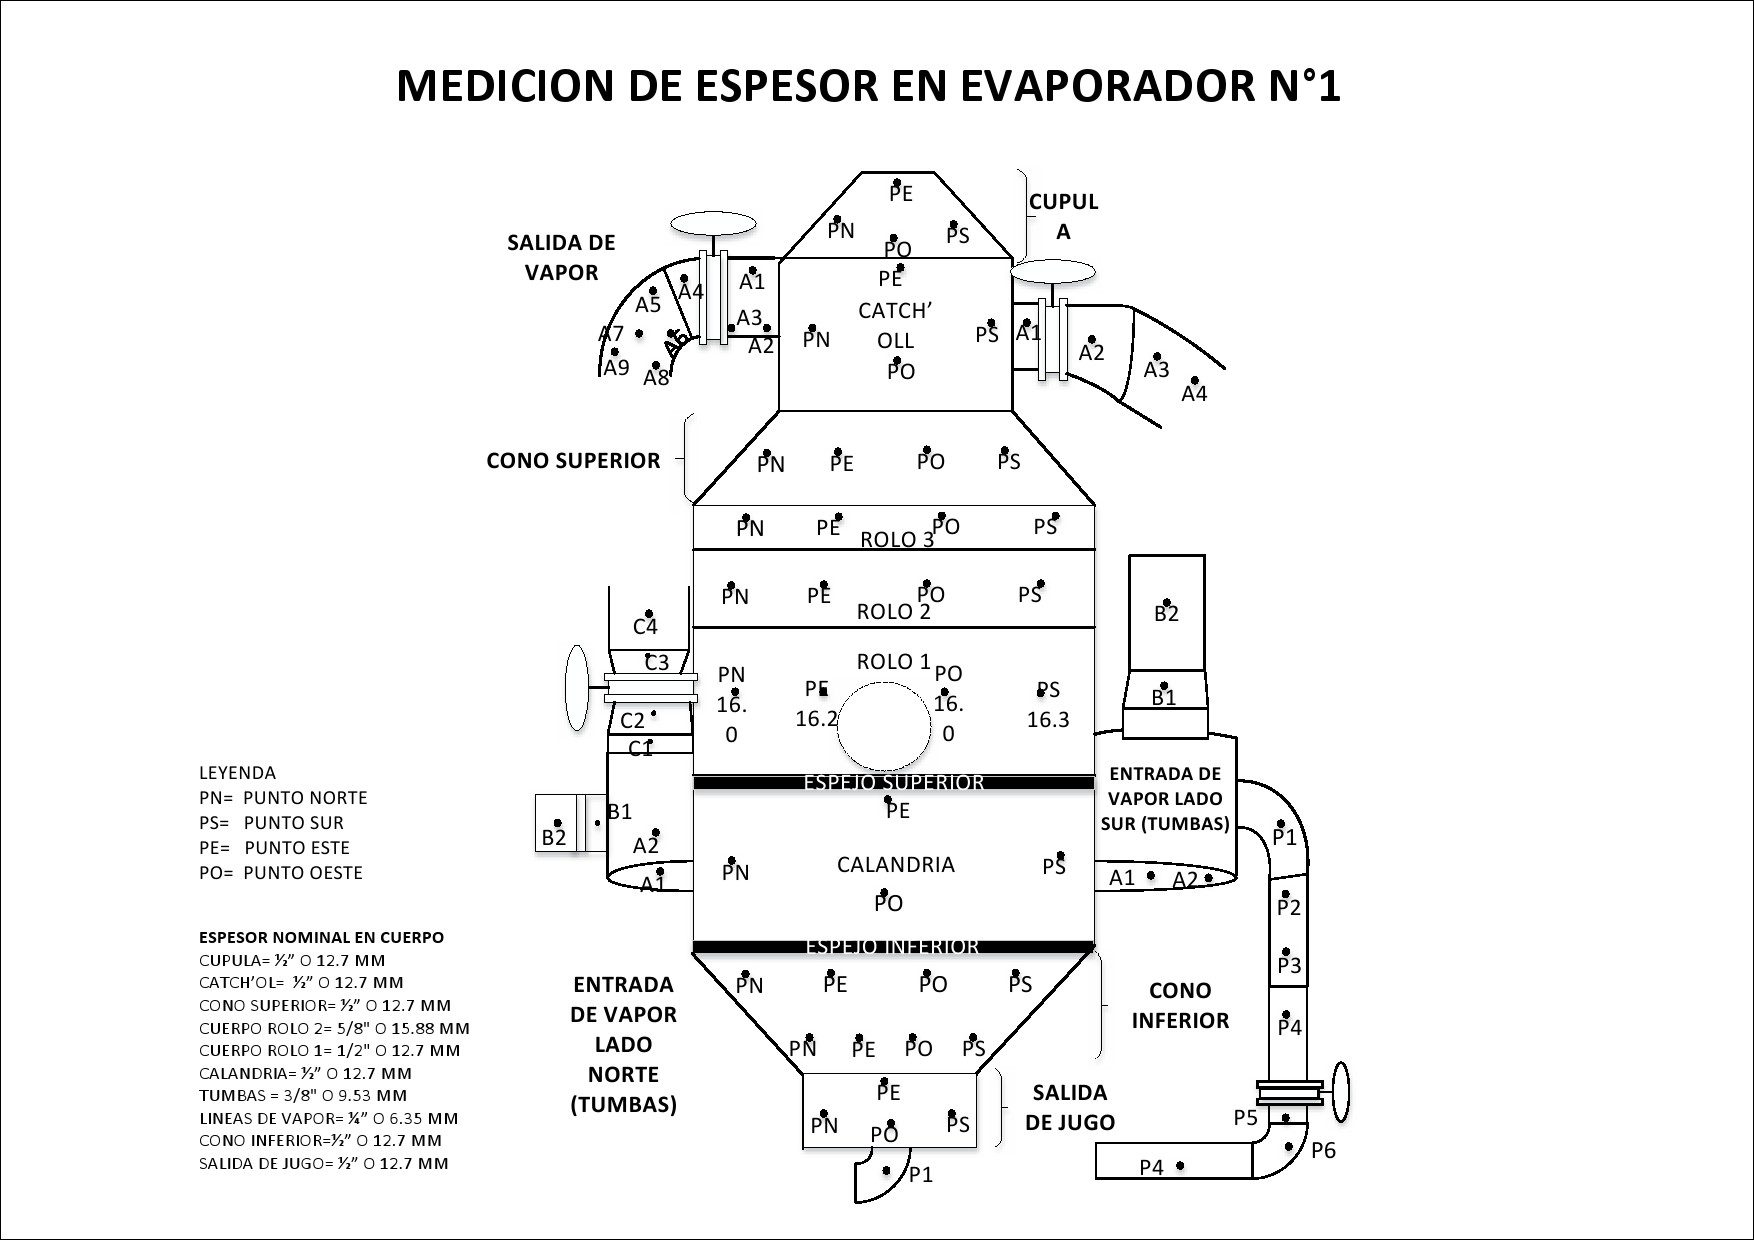 MEDICION DE ESPESOR EN EVAPORADOR N°1
PE
CUPUL
A
PN
PS
PO
SALIDA DE
VAPOR
A1
A4
A5
A3
A2
A7
A6
A9
A8
PE
CATCH’
OLL
PN
PS
PO
A1
A2
A3
A4
CONO SUPERIOR
PN
PE
PO
PS
PN
PE
PO
PS
ROLO 3
PN
PE
PO
PS
ROLO 2
C4
C3
C2
C1
ROLO 1
PN
16.
0
PE
16.2
PO
16.
0
PS
16.3
B2
B1
ESPEJO SUPERIOR
ENTRADA DE
VAPOR LADO
SUR (TUMBAS)
B2
B1
A2
A1
PE
PN
CALANDRIA
PS
PO
A1
A2
P1
P2
P3
P4
P5
P6
P4
ESPEJO INFERIOR
LEYENDA
PN= PUNTO NORTE
PS= PUNTO SUR
PE= PUNTO ESTE
PO= PUNTO OESTE
ESPESOR NOMINAL EN CUERPO
CUPULA= ½” O 12.7 MM
CATCH’OL= ½” O 12.7 MM
CONO SUPERIOR= ½” O 12.7 MM
CUERPO ROLO 2= 5/8" O 15.88 MM
CUERPO ROLO 1= 1/2" O 12.7 MM
CALANDRIA= ½” O 12.7 MM
TUMBAS = 3/8" O 9.53 MM
LINEAS DE VAPOR= ¼” O 6.35 MM
CONO INFERIOR=½” O 12.7 MM
SALIDA DE JUGO= ½” O 12.7 MM
ENTRADA
DE VAPOR
LADO
NORTE
(TUMBAS)
PN
PE
PO
PS
PN
PE
PO
PS
CONO
INFERIOR
PE
PN
PO
PS
SALIDA
DE JUGO
P1